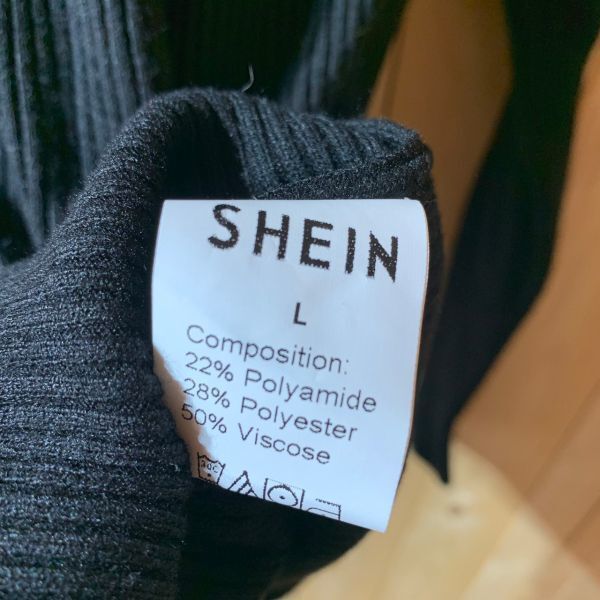 SHEIN
L
Composition:
22% Polyamide
28% Polyester
50% Viscose